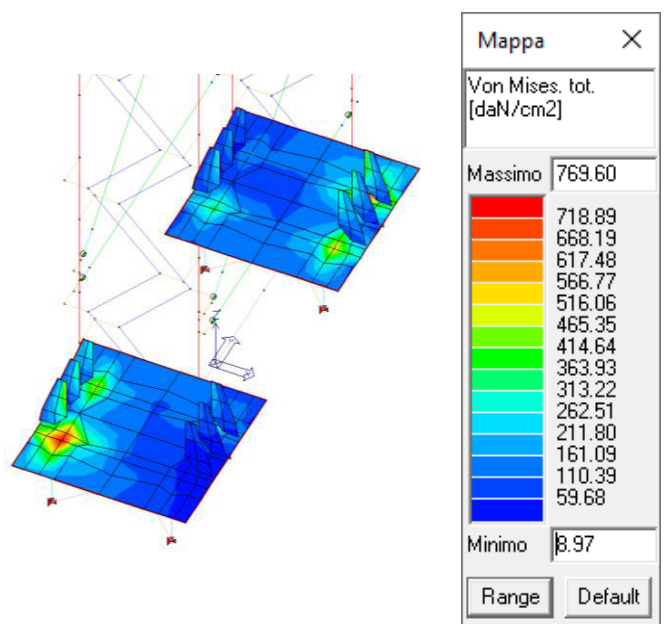 Mappa
Von Mises. tot.
[daN/cm2]
Massimo 769.60
718.89
668.19
617.48
566.77
516.06
465.35
414.64
363.93
313.22
262.51
211.80
161.09
110.39
59.68
Minimo 8.97
Range Default